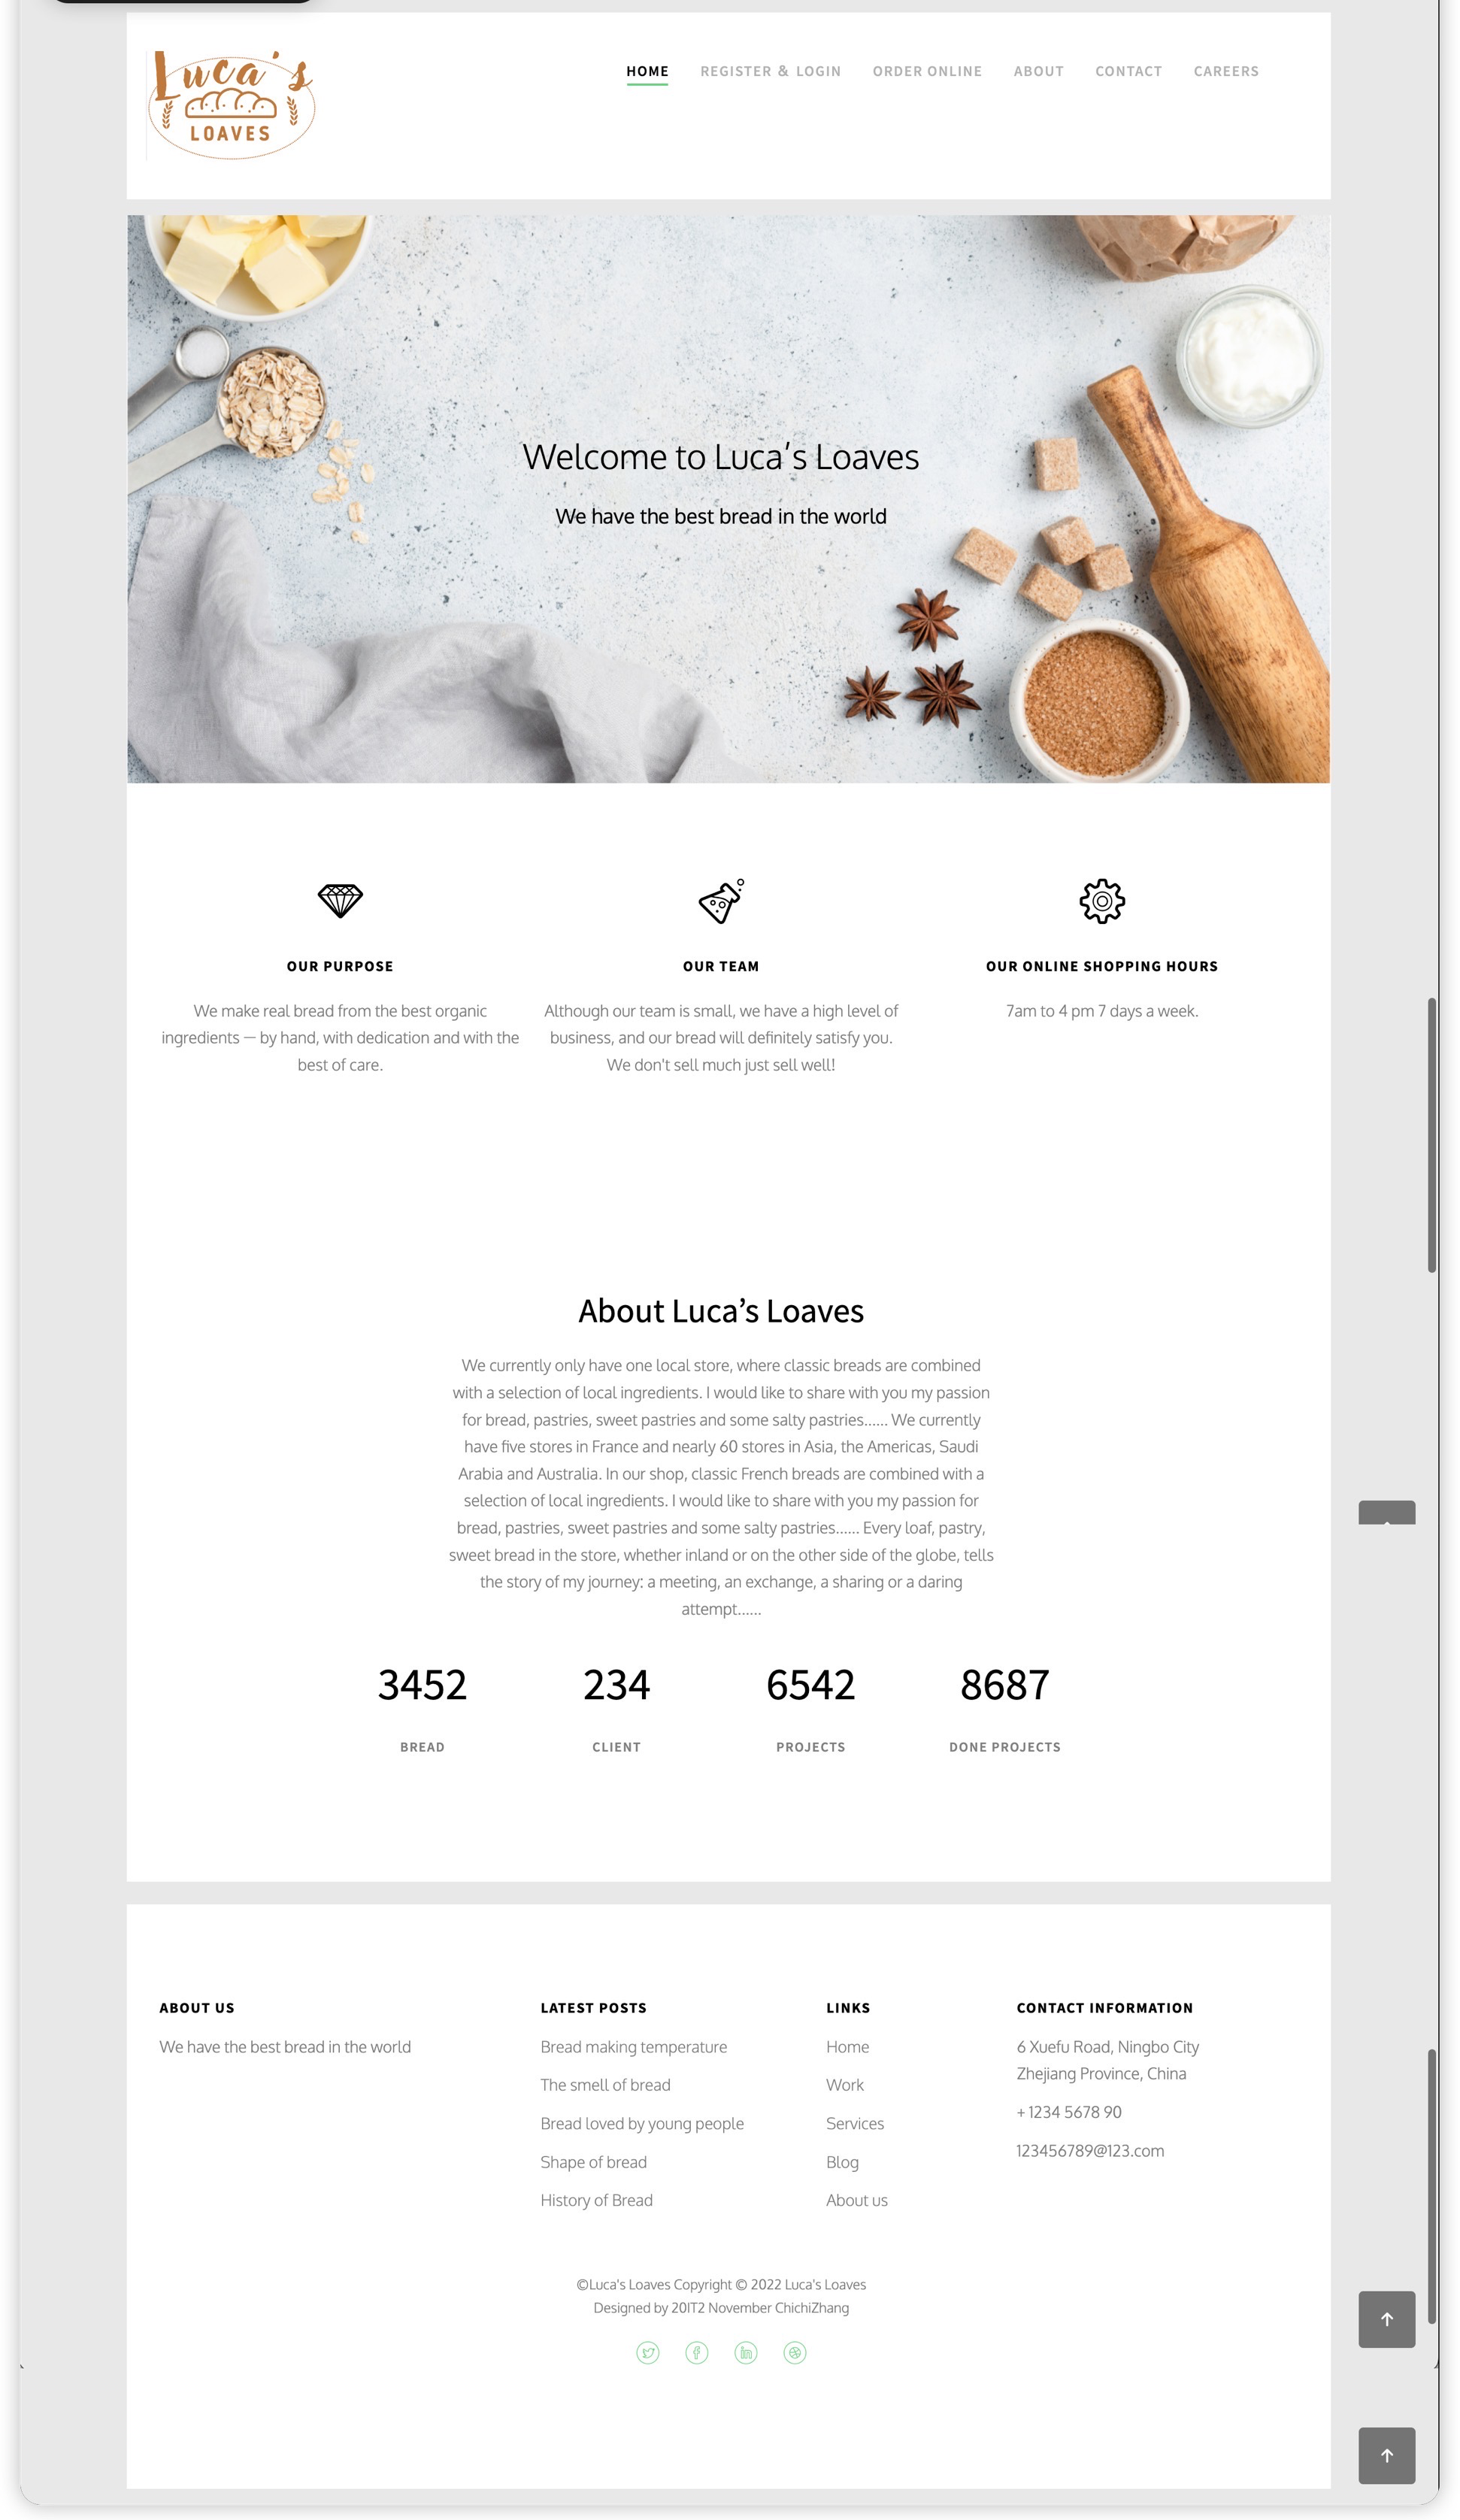 Luca's
LOAVES
HOME REGISTER & LOGIN ORDER ONLINE ABOUT CONTACT CAREERS
Welcome to Luca’s Loaves
We have the best bread in the world
OUR PURPOSE
We make real bread from the best organic
ingredients — by hand, with dedication and with the
best of care.
OUR TEAM
Although our team is small, we have a high level of
business, and our bread will definitely satisfy you.
We don't sell much just sell well!
OUR ONLINE SHOPPING HOURS
7am to 4 pm 7 days a week.
About Luca’s Loaves
We currently only have one local store, where classic breads are combined
with a selection of local ingredients. I would like to share with you my passion
for bread, pastries, sweet pastries and some salty pastries...... We currently
have five stores in France and nearly 60 stores in Asia, the Americas, Saudi
Arabia and Australia. In our shop, classic French breads are combined with a
selection of local ingredients. I would like to share with you my passion for
bread, pastries, sweet pastries and some salty pastries...... Every loaf, pastry,
sweet bread in the store, whether inland or on the other side of the globe, tells
the story of my journey: a meeting, an exchange, a sharing or a daring
attempt......
3452 234 6542 8687
BREAD CLIENT PROJECTS DONE PROJECTS
ABOUT US
We have the best bread in the world
LATEST POSTS
Bread making temperature
The smell of bread
Bread loved by young people
Shape of bread
History of Bread
LINKS
Home
Work
Services
Blog
About us
CONTACT INFORMATION
6 Xuefu Road, Ningbo City
Zhejiang Province, China
+ 1234 5678 90
123456789@123.com
©Luca's Loaves Copyright © 2022 Luca's Loaves
Designed by 20IT2 November ChichiZhang